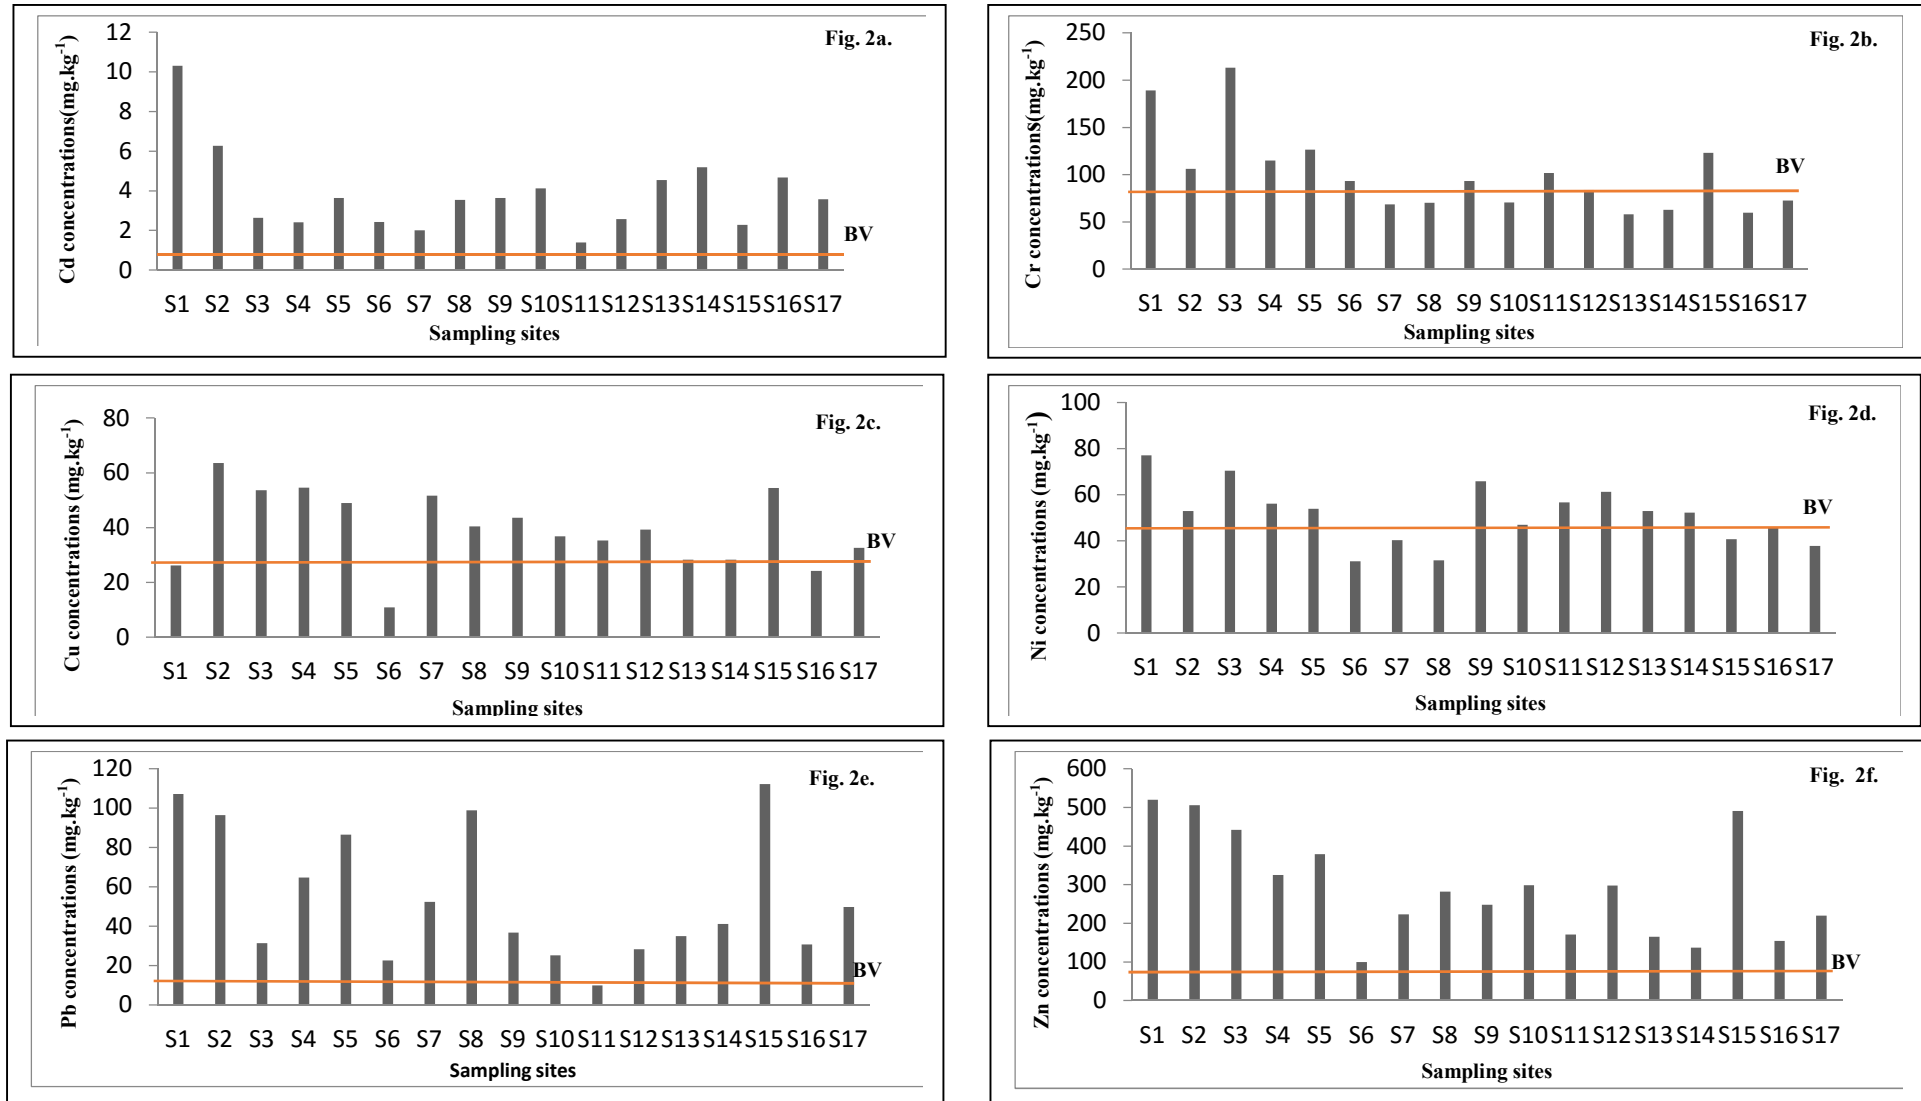 Fig. 2a.
Cd concentrations(mg.kg-1)
12
10
8
6
4
2
0
BV
S1 S2 S3 S4 S5 S6 S7 S8 S9 S10 S11 S12 S13 S14 S15 S16 S17
Sampling sites
Fig. 2b.
Cr concentrations(mg.kg-1)
250
200
150
100
50
0
BV
S1 S2 S3 S4 S5 S6 S7 S8 S9 S10 S11 S12 S13 S14 S15 S16 S17
Sampling sites
Fig. 2c.
Cu concentrations (mg.kg-1)
80
60
40
20
0
BV
S1 S2 S3 S4 S5 S6 S7 S8 S9 S10 S11 S12 S13 S14 S15 S16 S17
Sampling sites
Fig. 2d.
Ni concentrations (mg.kg-1)
100
80
60
40
20
0
BV
S1 S2 S3 S4 S5 S6 S7 S8 S9 S10 S11 S12 S13 S14 S15 S16 S17
Sampling sites
Fig. 2e.
Pb concentrations (mg.kg-1)
120
100
80
60
40
20
0
BV
S1 S2 S3 S4 S5 S6 S7 S8 S9 S10 S11 S12 S13 S14 S15 S16 S17
Sampling sites
Fig. 2f.
Zn concentrations (mg.kg-1)
600
500
400
300
200
100
0
BV
S1 S2 S3 S4 S5 S6 S7 S8 S9 S10 S11 S12 S13 S14 S15 S16 S17
Sampling sites